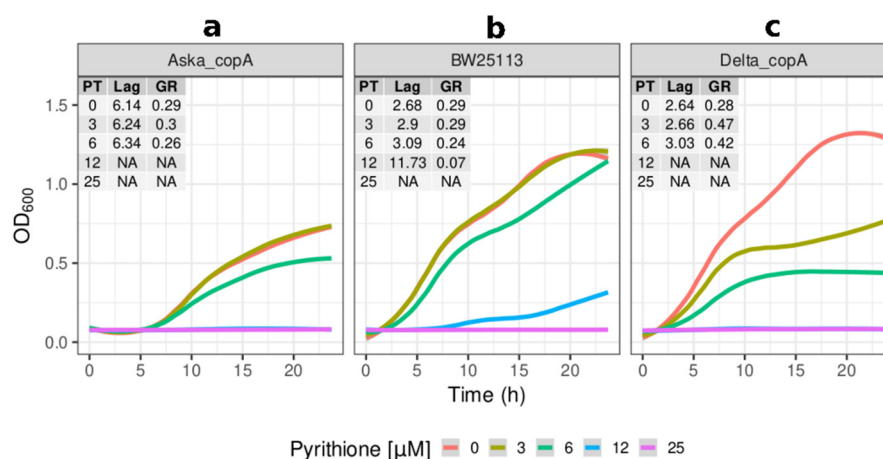 a b c
Aska_copA BW25113 Delta_copA
PT Lag GR PT Lag GR PT Lag GR
0 6.14 0.29 0 2.68 0.29 0 2.64 0.28
3 6.24 0.3 3 2.9 0.29 3 2.66 0.47
6 6.34 0.26 6 3.09 0.24 6 3.03 0.42
12 NA NA 12 11.73 0.07 12 NA NA
25 NA NA 25 NA NA 25 NA NA
1.5
1.0
0.5
0.0
OD600
0 5 10 15 20 0 5 10 15 20 0 5 10 15 20
Time (h)
Pyrithione [µM] 0 3 6 12 25